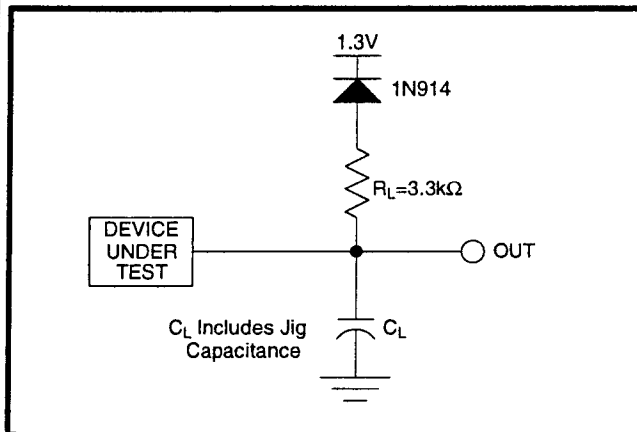 1.3V
1N914
R_L=3.3kΩ
DEVICE
UNDER
TEST
OUT
C_L Includes Jig
Capacitance
C_L